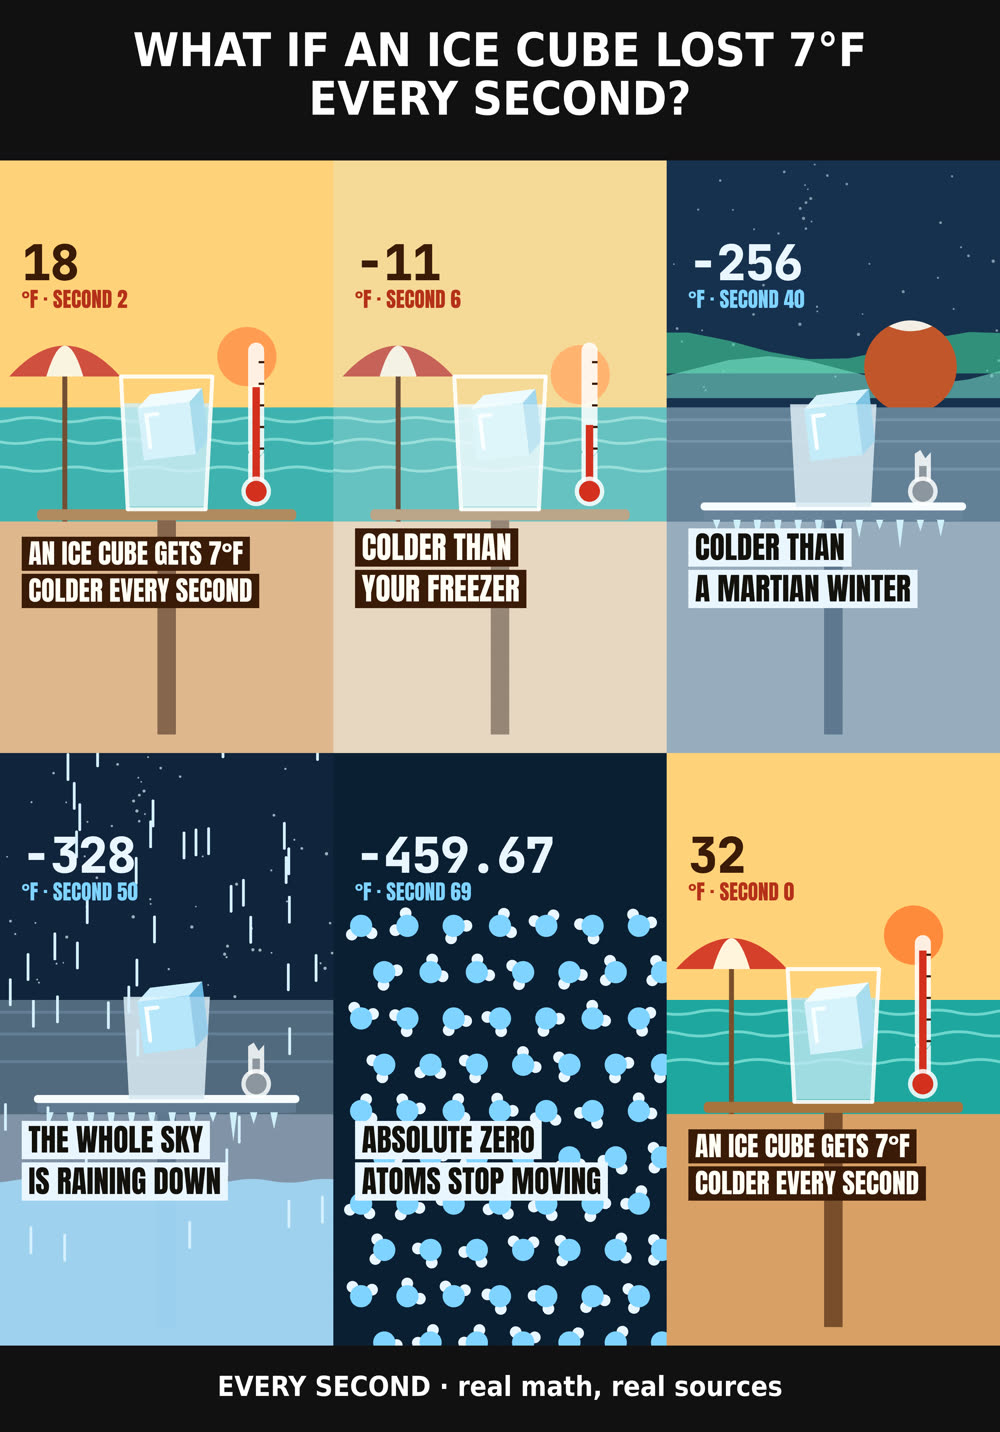 WHAT IF AN ICE CUBE LOST 7°F
EVERY SECOND?
18
°F · SECOND 2
AN ICE CUBE GETS 7°F
COLDER EVERY SECOND
-11
°F · SECOND 6
COLDER THAN
YOUR FREEZER
-256
°F · SECOND 40
COLDER THAN
A MARTIAN WINTER
-328
°F · SECOND 50
THE WHOLE SKY
IS RAINING DOWN
-459.67
°F · SECOND 69
ABSOLUTE ZERO
ATOMS STOP MOVING
32
°F · SECOND 0
AN ICE CUBE GETS 7°F
COLDER EVERY SECOND
EVERY SECOND · real math, real sources